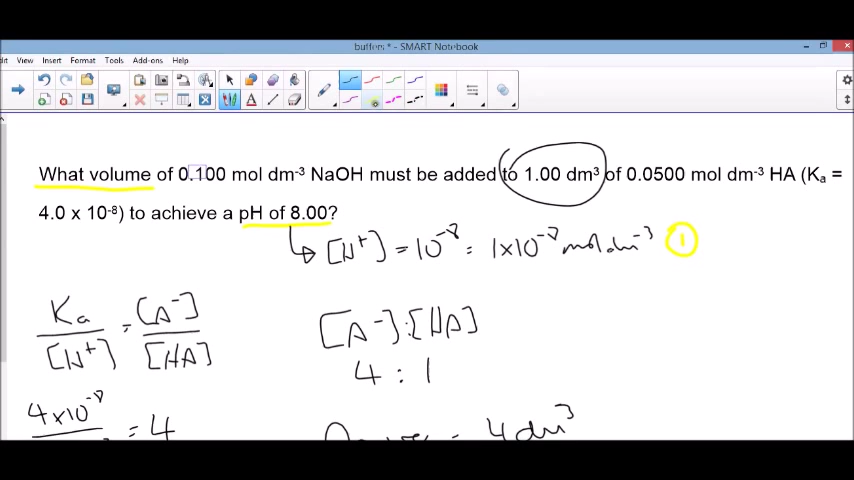 buffers * - SMART Notebook
View Insert Format Tools Add-ons Help
What volume of 0.100 mol dm⁻³ NaOH must be added to 1.00 dm³ of 0.0500 mol dm⁻³ HA (Kₐ =
4.0 x 10⁻⁸) to achieve a pH of 8.00?
[H⁺] = 10⁻⁸ = 1x10⁻⁸ mol dm⁻³ 1
Kₐ / [H⁺] = [A⁻] / [HA]
[A⁻] : [HA]
4 : 1
4x10⁻⁸
= 4
= 4 dm³